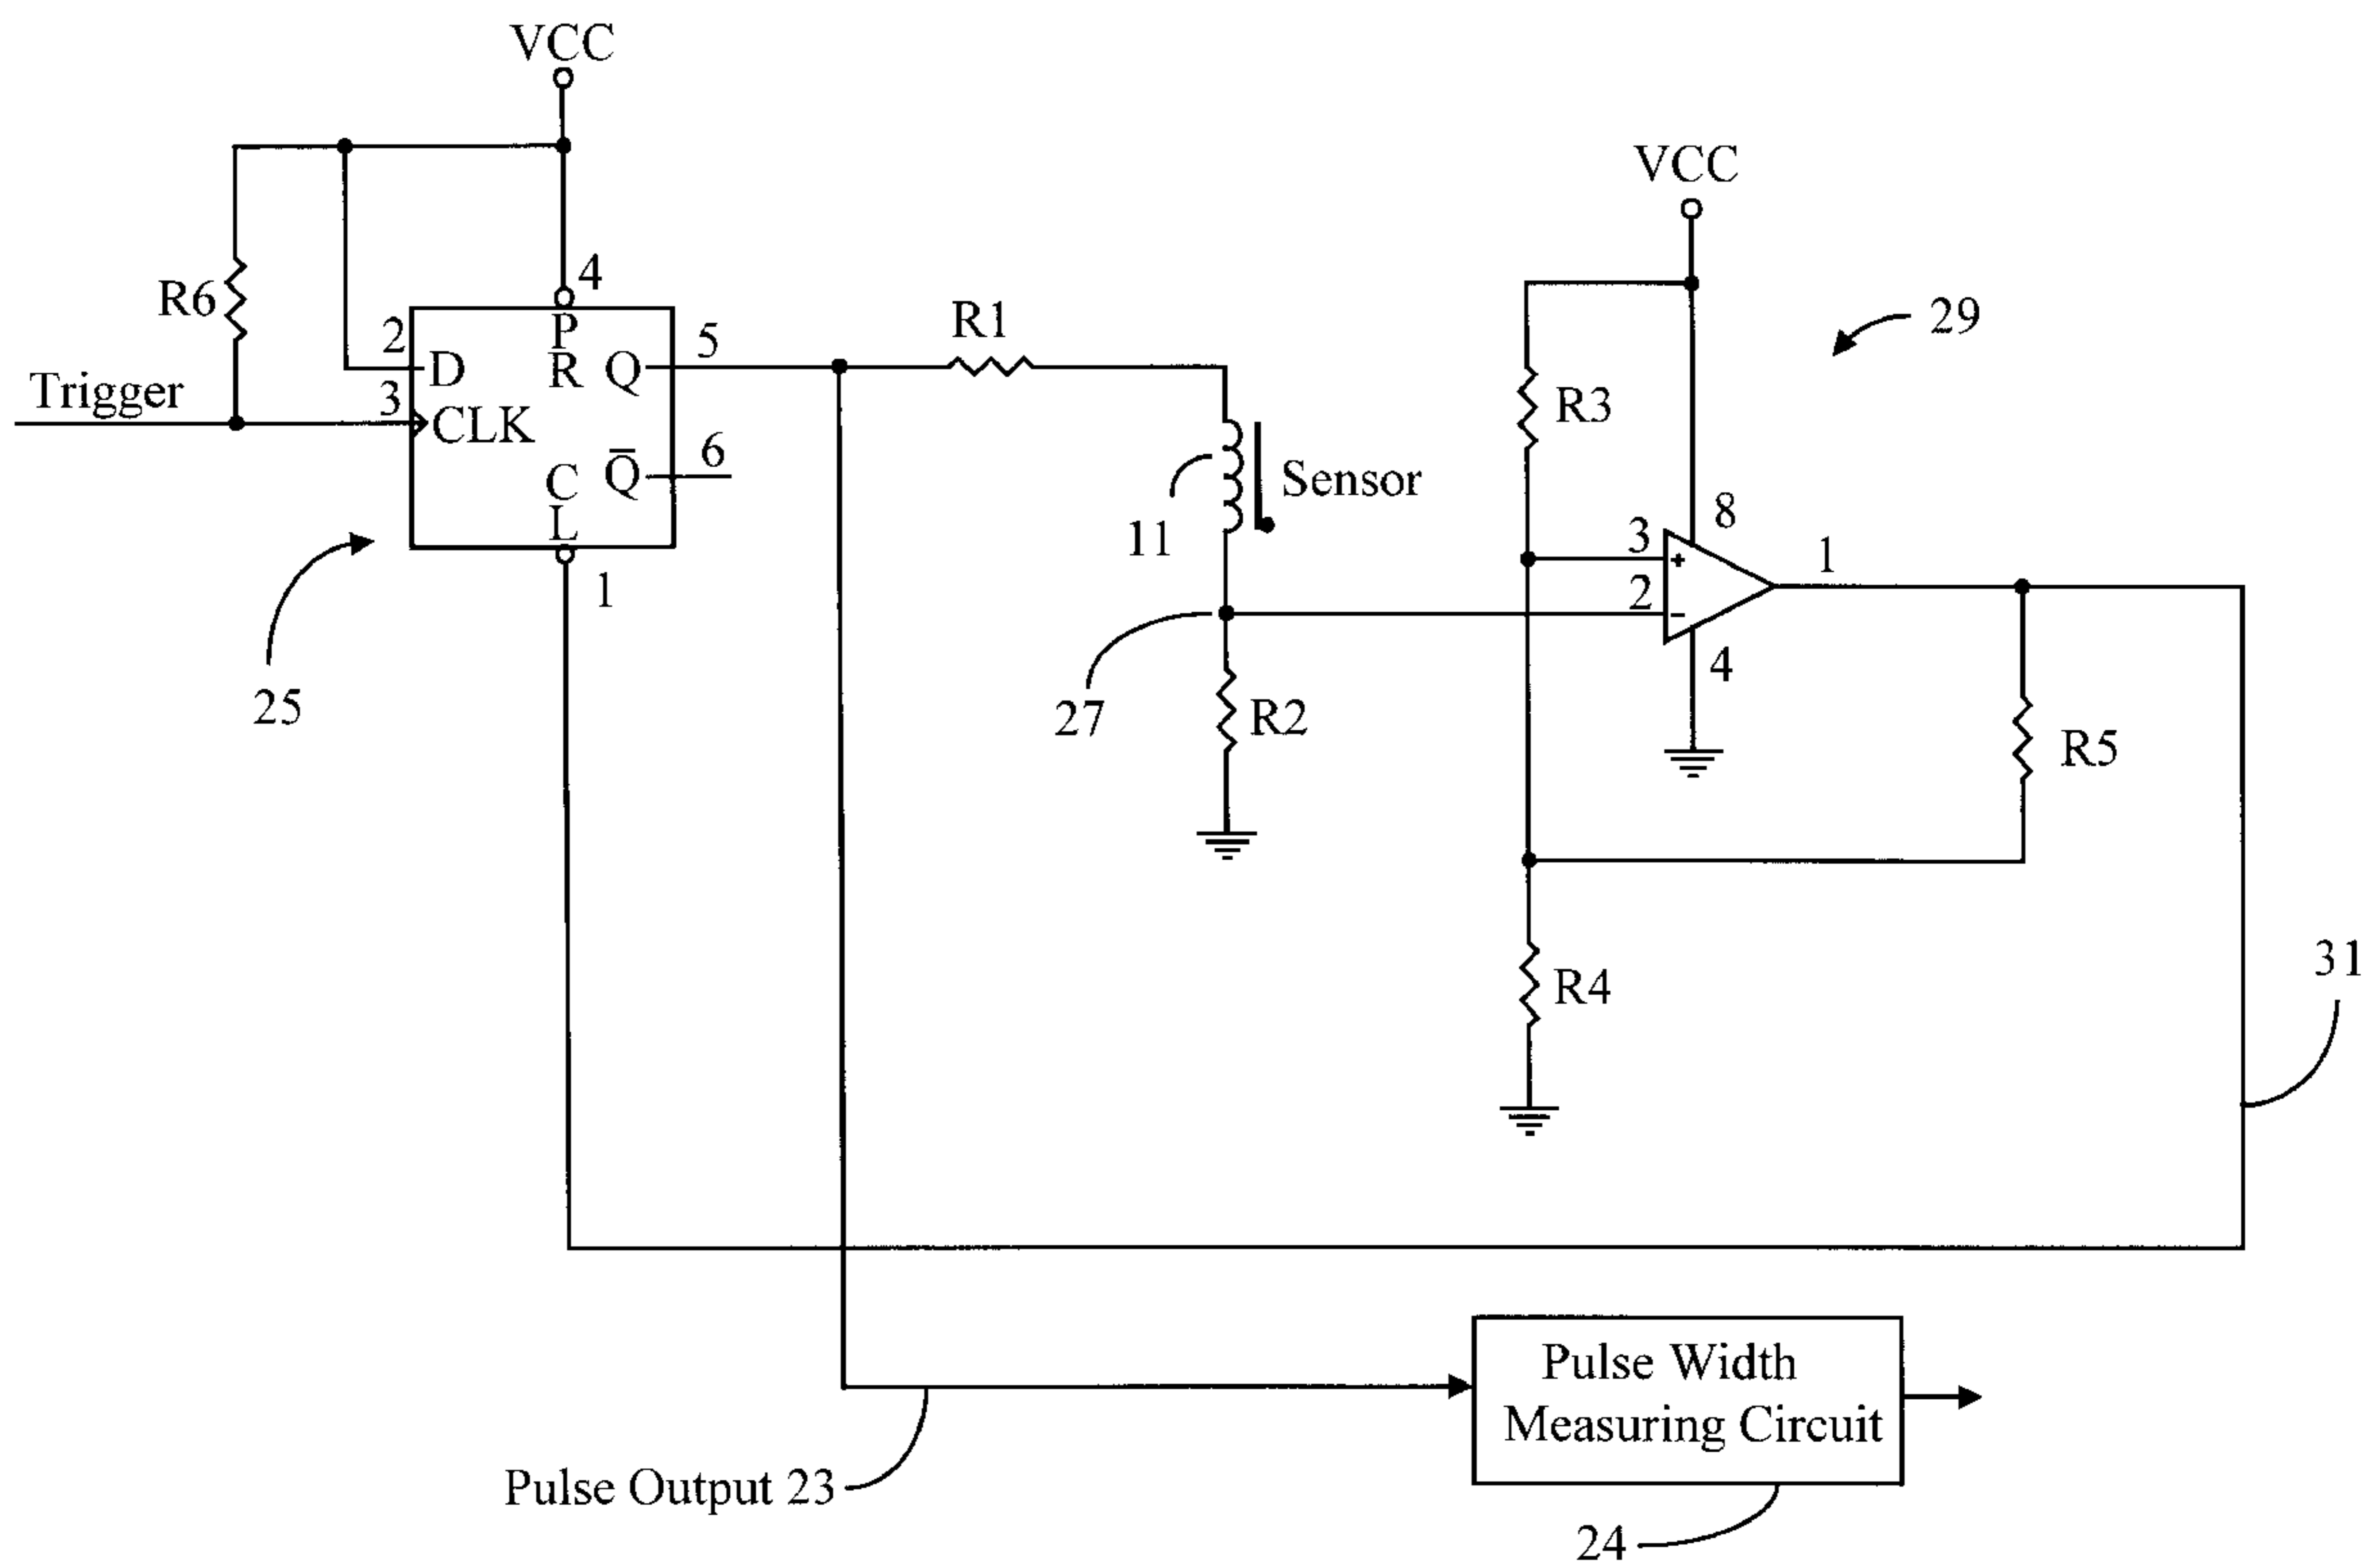 VCC
VCC
4
R6
2
D
P
R
Q
5
R1
29
Trigger
3
CLK
R3
C
L
Q̅
6
Sensor
11
8
3
+
1
2
-
1
25
27
R2
4
R5
31
R4
Pulse Width
Measuring Circuit
Pulse Output 23
24